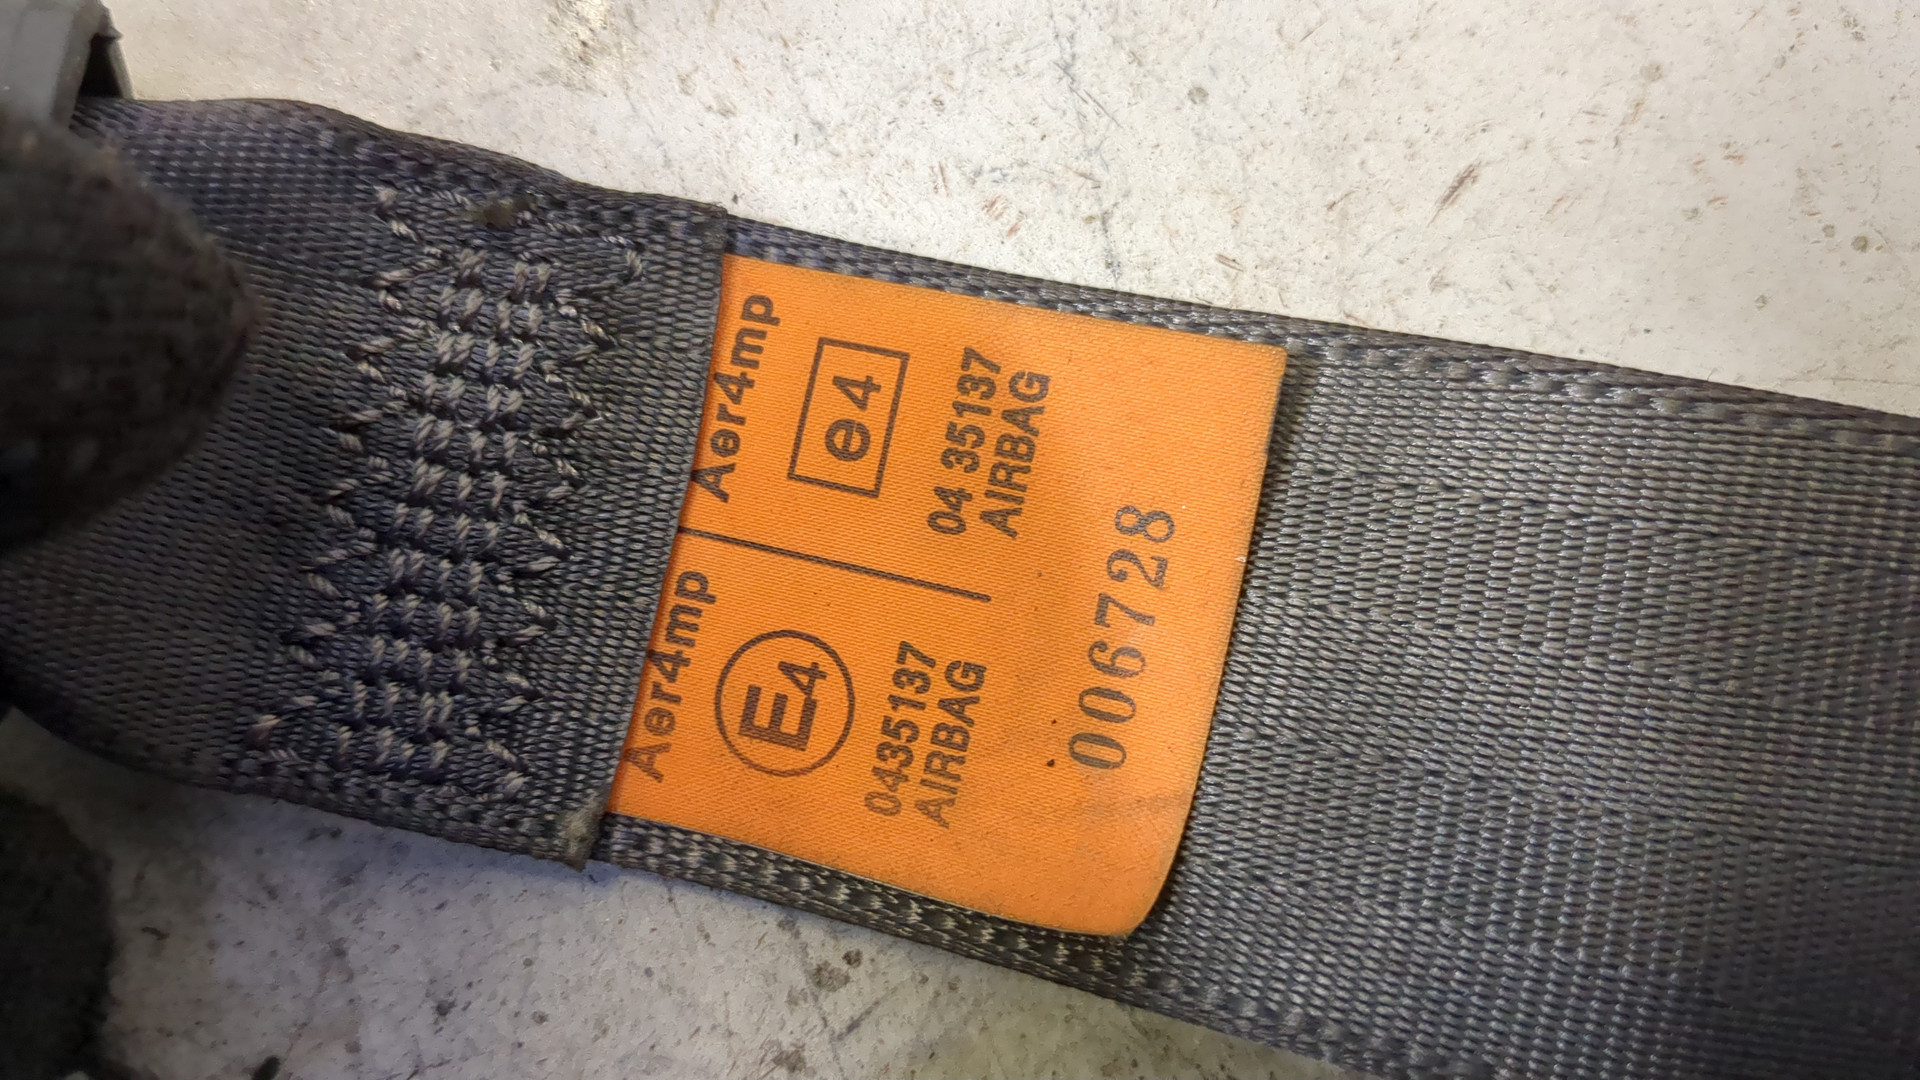 Aer4mp
e4
04 35137
AIRBAG
Aer4mp
E4
0435137
AIRBAG
006728